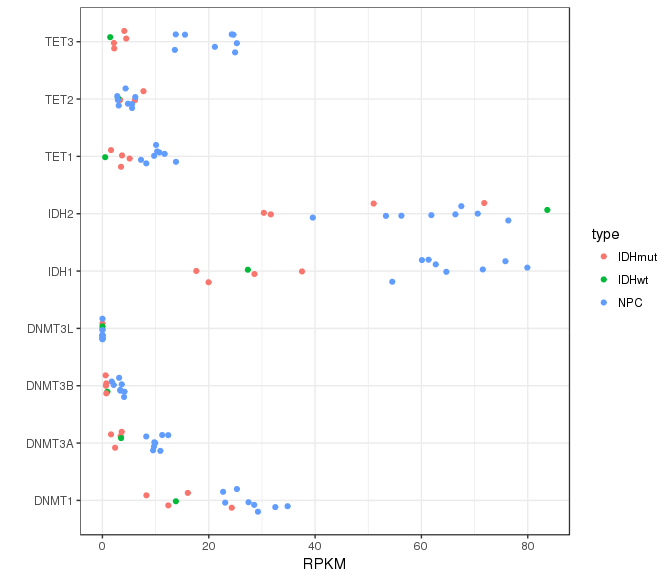 TET3
TET2
TET1
IDH2
IDH1
DNMT3L
DNMT3B
DNMT3A
DNMT1
0 20 40 60 80
RPKM
type
IDHmut
IDHwt
NPC